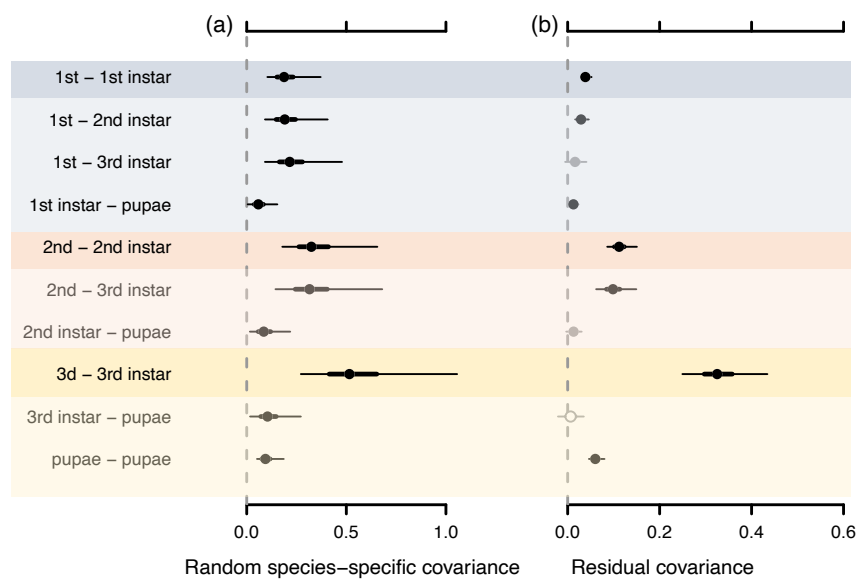 (a) (b)
1st − 1st instar
1st − 2nd instar
1st − 3rd instar
1st instar − pupae
2nd − 2nd instar
2nd − 3rd instar
2nd instar − pupae
3d − 3rd instar
3rd instar − pupae
pupae − pupae
0.0 0.5 1.0 0.0 0.2 0.4 0.6
Random species−specific covariance Residual covariance